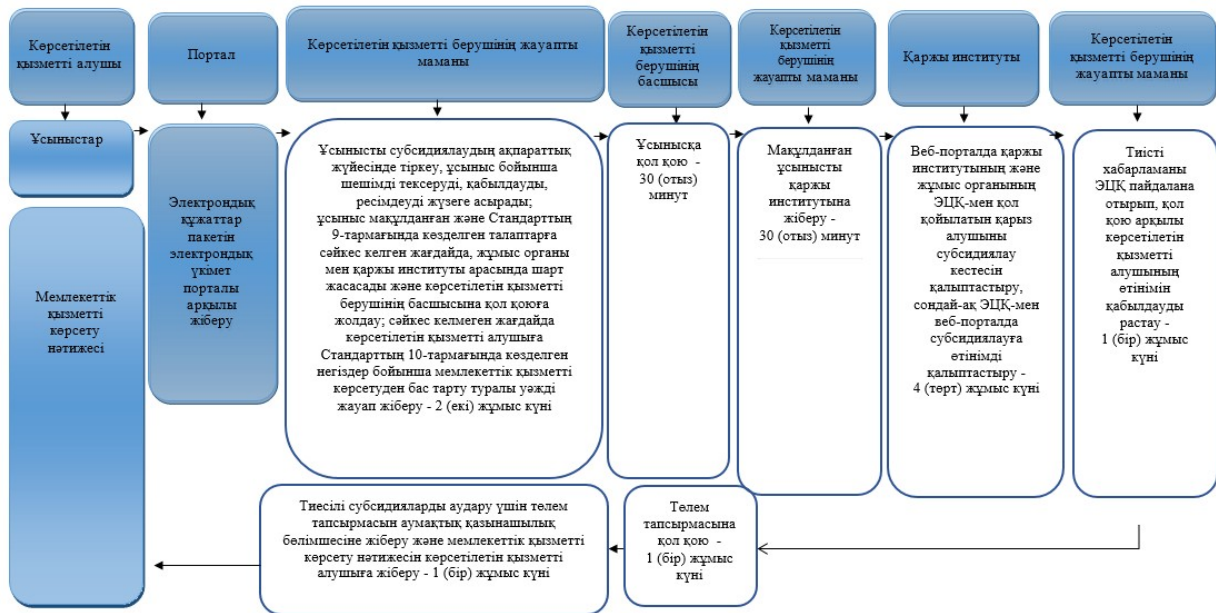 Көрсетілетін
қызметті алушы
Портал
Көрсетілетін қызметті берушінің жауапты
маманы
Көрсетілетін
қызметті
берушінің
басшысы
Көрсетілетін
қызметті
берушінің
жауапты маманы
Қаржы институты
Көрсетілетін
қызметті берушінің
жауапты маманы
Ұсыныстар
Мемлекеттік
қызметті
көрсету
нәтижесі
Электрондық
құжаттар
пакетін
электрондық
үкімет
порталы
арқылы
жіберу
Ұсынысты субсидиялаудың ақпараттық
жүйесінде тіркеу, ұсыныс бойынша
шешімді тексеруді, қабылдауды,
ресімдеуді жүзеге асырады;
ұсыныс мақұлданған және Стандарттың
9-тармағында көзделген талаптарға
сәйкес келген жағдайда, жұмыс органы
мен қаржы институты арасында шарт
жасасады және көрсетілетін қызметті
берушінің басшысына қол қоюға
жолдау; сәйкес келмеген жағдайда
көрсетілетін қызметті алушыға
Стандарттың 10-тармағында көзделген
негіздер бойынша мемлекеттік қызметті
көрсетуден бас тарту туралы уәжді
жауап жіберу - 2 (екі) жұмыс күні
Ұсынысқа
қол қою -
30 (отыз)
минут
Мақұлданған
ұсынысты
қаржы
институтына
жіберу -
30 (отыз) минут
Веб-порталда қаржы
институтының және
жұмыс органының
ЭЦҚ-мен қол
қойылатын қарыз
алушыны
субсидиялау
кестесін
қалыптастыру,
сондай-ақ ЭЦҚ-мен
веб-порталда
субсидиялауға
өтінімді
қалыптастыру -
4 (төрт) жұмыс күні
Тиісті
хабарламаны
ЭЦҚ пайдалана
отырып, қол
қою арқылы
көрсетілетін
қызметті
алушының
өтінімін
қабылдауды
растау -
1 (бір) жұмыс
күні
Тиесілі субсидияларды аудару үшін төлем
тапсырмасын аумақтық қазынашылық
бөлімшесіне жіберу және мемлекеттік қызметті
көрсету нәтижесін көрсетілетін қызметті
алушыға жіберу - 1 (бір) жұмыс күні
Төлем
тапсырмасына
қол қою -
1 (бір) жұмыс
күні